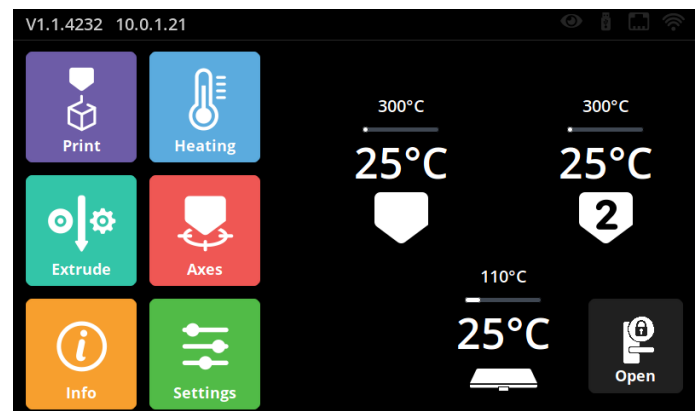 V1.1.4232 10.0.1.21
Print
Heating
300°C
300°C
25°C
25°C
2
Extrude
Axes
110°C
25°C
Info
Settings
Open